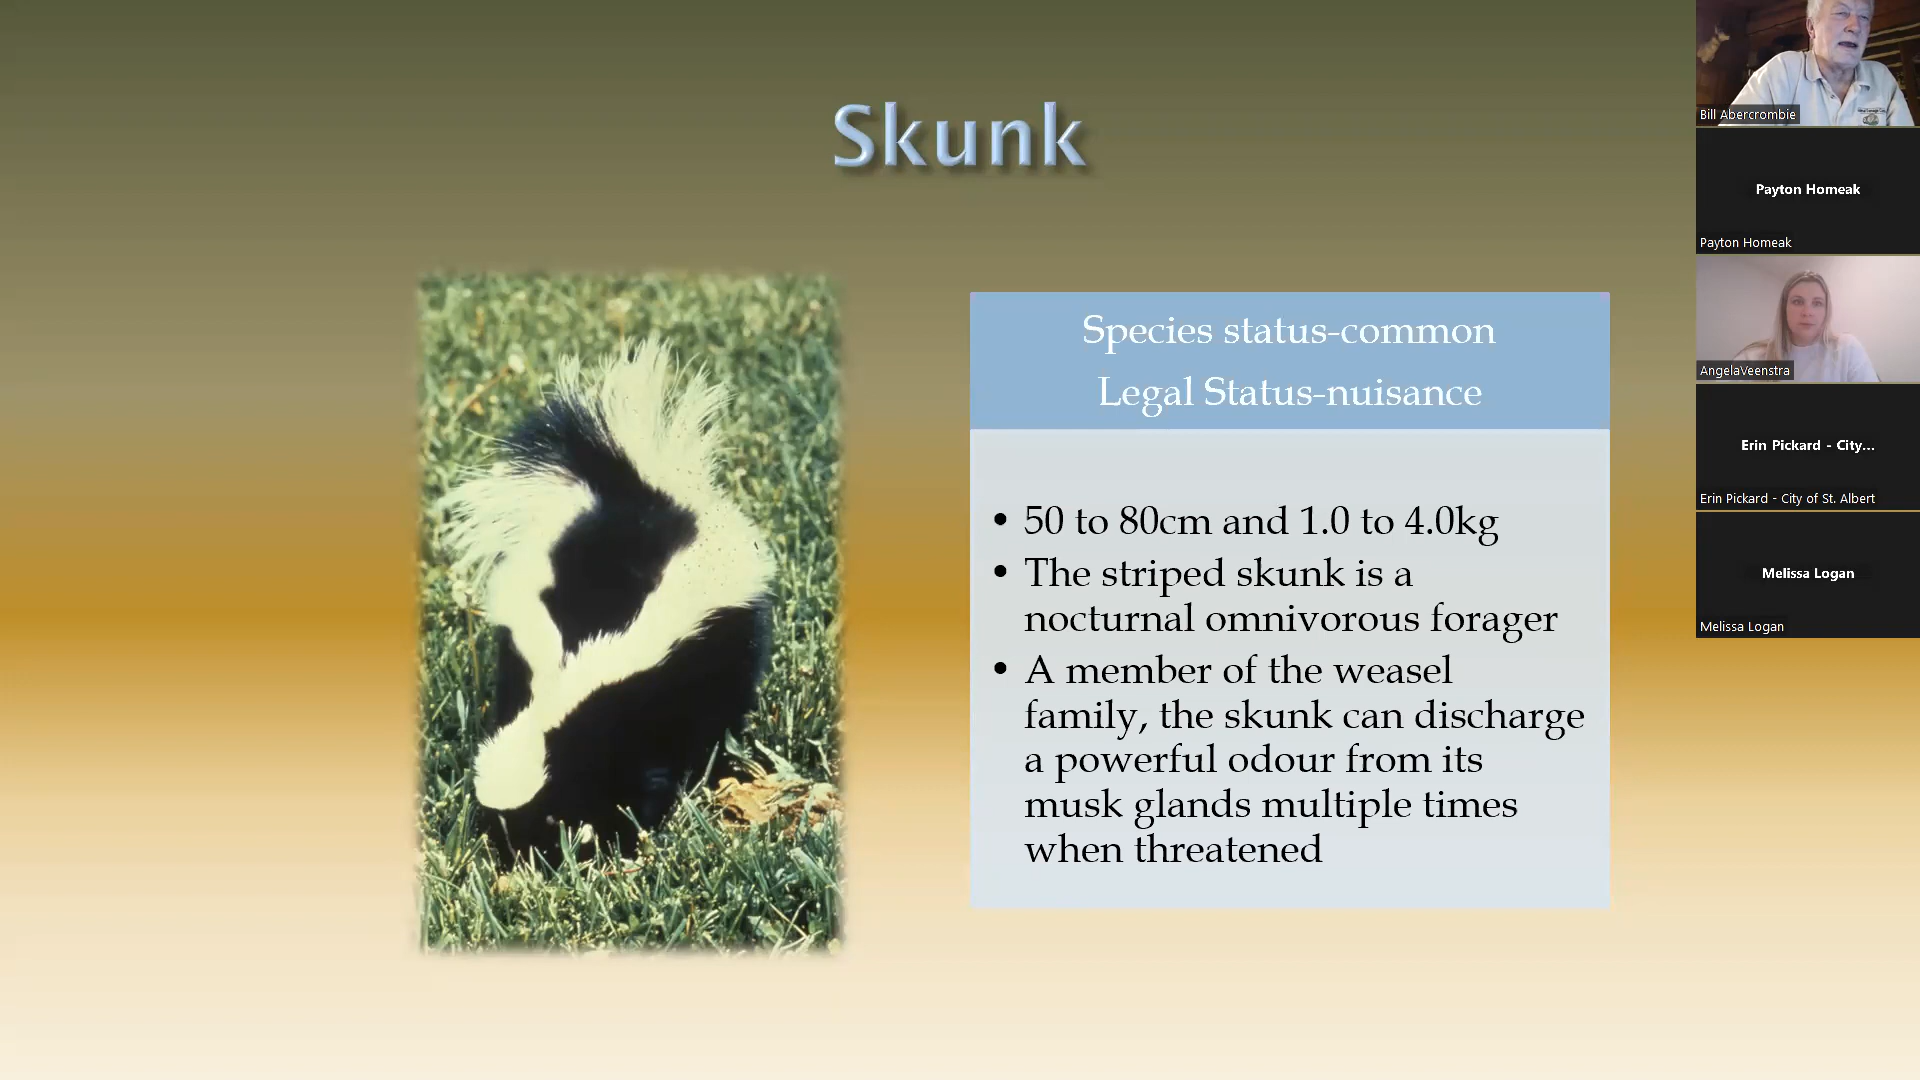 Skunk
Species status-common
Legal Status-nuisance
• 50 to 80cm and 1.0 to 4.0kg
• The striped skunk is a
nocturnal omnivorous forager
• A member of the weasel
family, the skunk can discharge
a powerful odour from its
musk glands multiple times
when threatened
Bill Abercrombie
Payton Homeak
Payton Homeak
AngelaVeenstra
Erin Pickard - City...
Erin Pickard - City of St. Albert
Melissa Logan
Melissa Logan